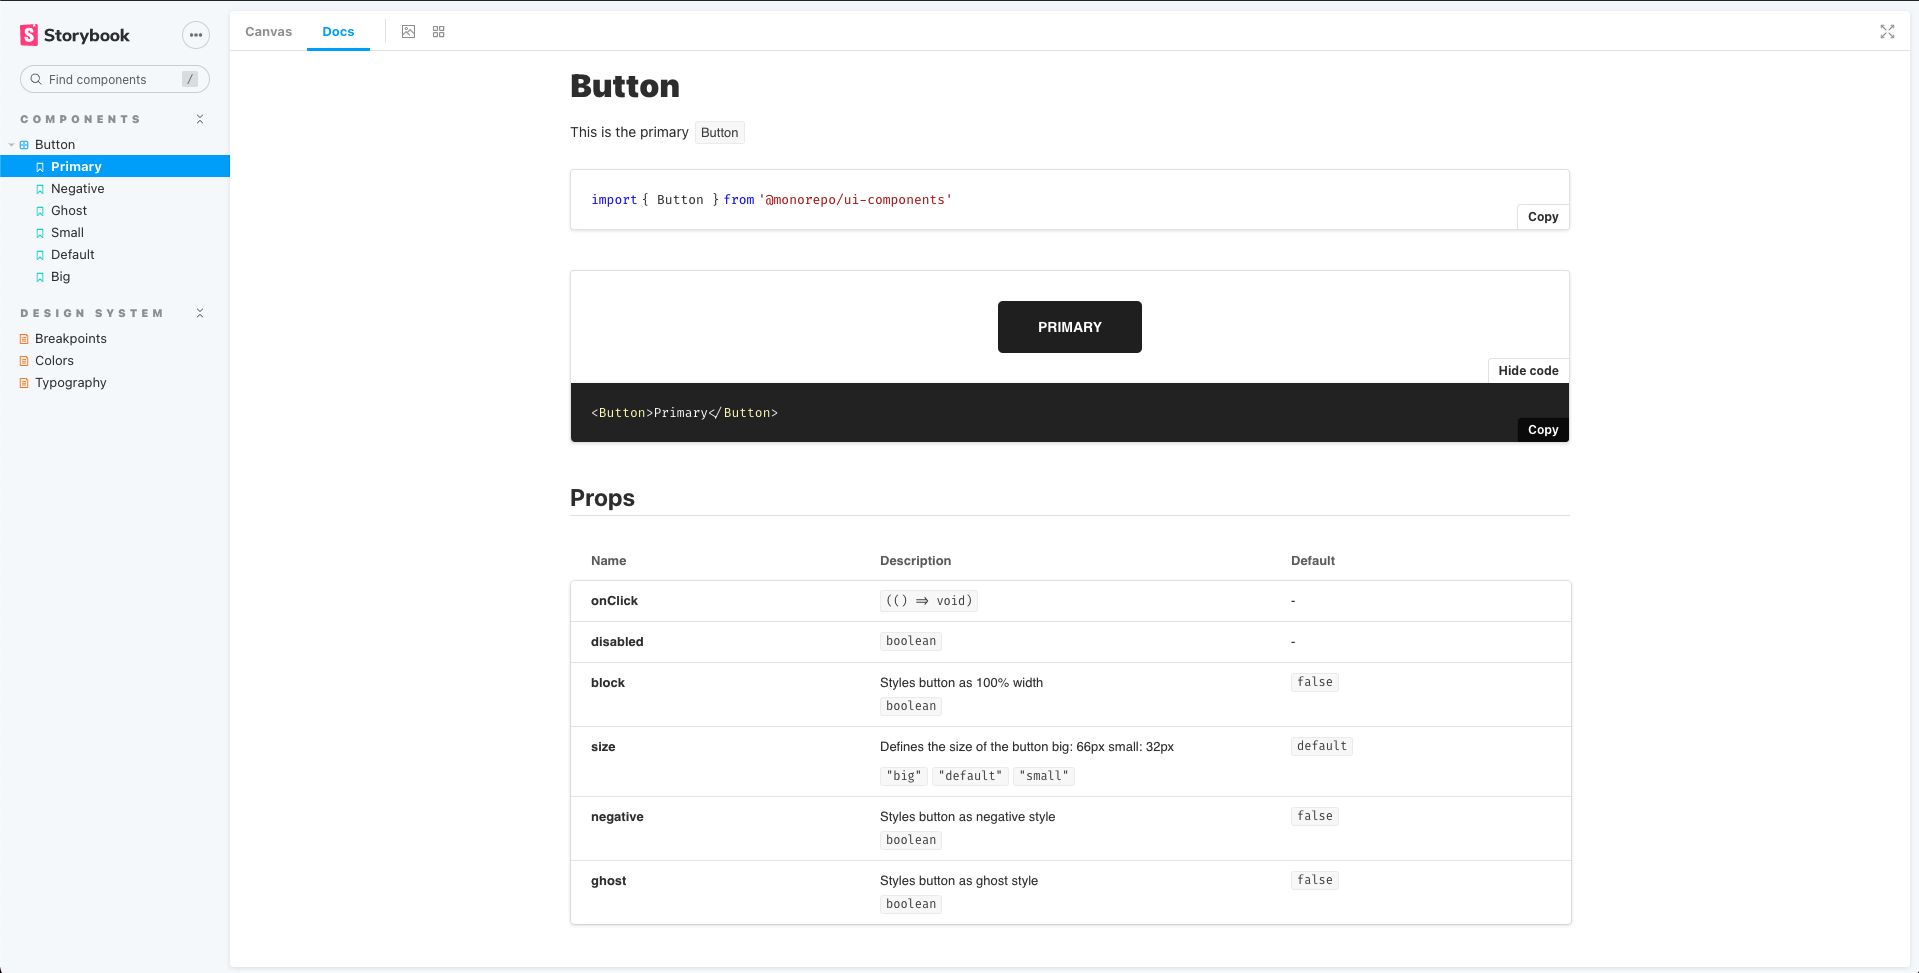 Storybook
Find components /
COMPONENTS
Button
Primary
Negative
Ghost
Small
Default
Big
DESIGN SYSTEM
Breakpoints
Colors
Typography
Canvas Docs
Button
This is the primary Button
import { Button } from '@monorepo/ui-components'
Copy
PRIMARY
Hide code
<Button>Primary</Button>
Copy
Props
Name Description Default
onClick (() => void) -
disabled boolean -
block Styles button as 100% width false
boolean
size Defines the size of the button big: 66px small: 32px default
"big" "default" "small"
negative Styles button as negative style false
boolean
ghost Styles button as ghost style false
boolean